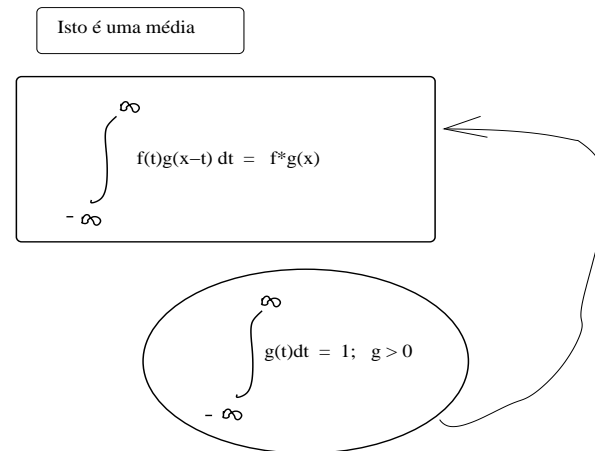 Isto é uma média
∞
∫ f(t)g(x−t) dt = f*g(x)
− ∞
∞
∫ g(t)dt = 1; g > 0
− ∞